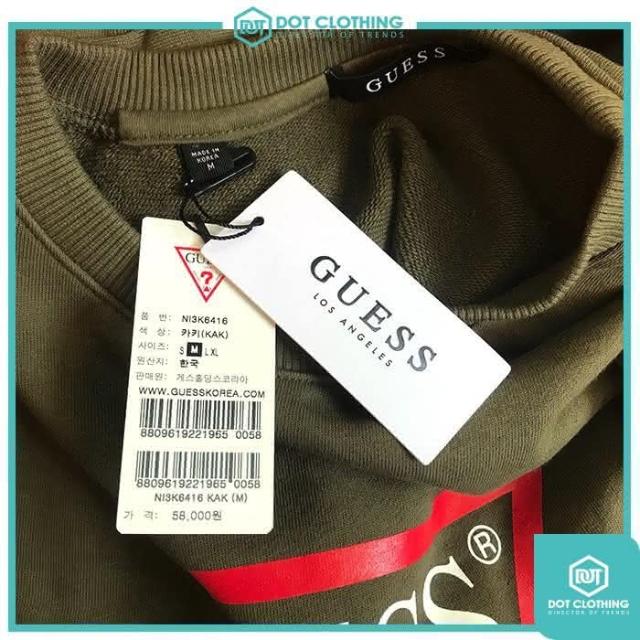 DOT CLOTHING
DIRECTOR OF TRENDS
GUESS
MADE IN
KOREA
M
GUESS
?
GUESS
LOS ANGELES
품 번: NI3K6416
색 상: 카키(KAK)
사이즈: S M L XL
원산지: 한국
판매원: 게스홀딩스코리아
WWW.GUESSKOREA.COM
8809619221965 0058
8809619221965 0058
NI3K6416 KAK (M)
가 격: 58,000원
®
DOT CLOTHING
DIRECTOR OF TRENDS